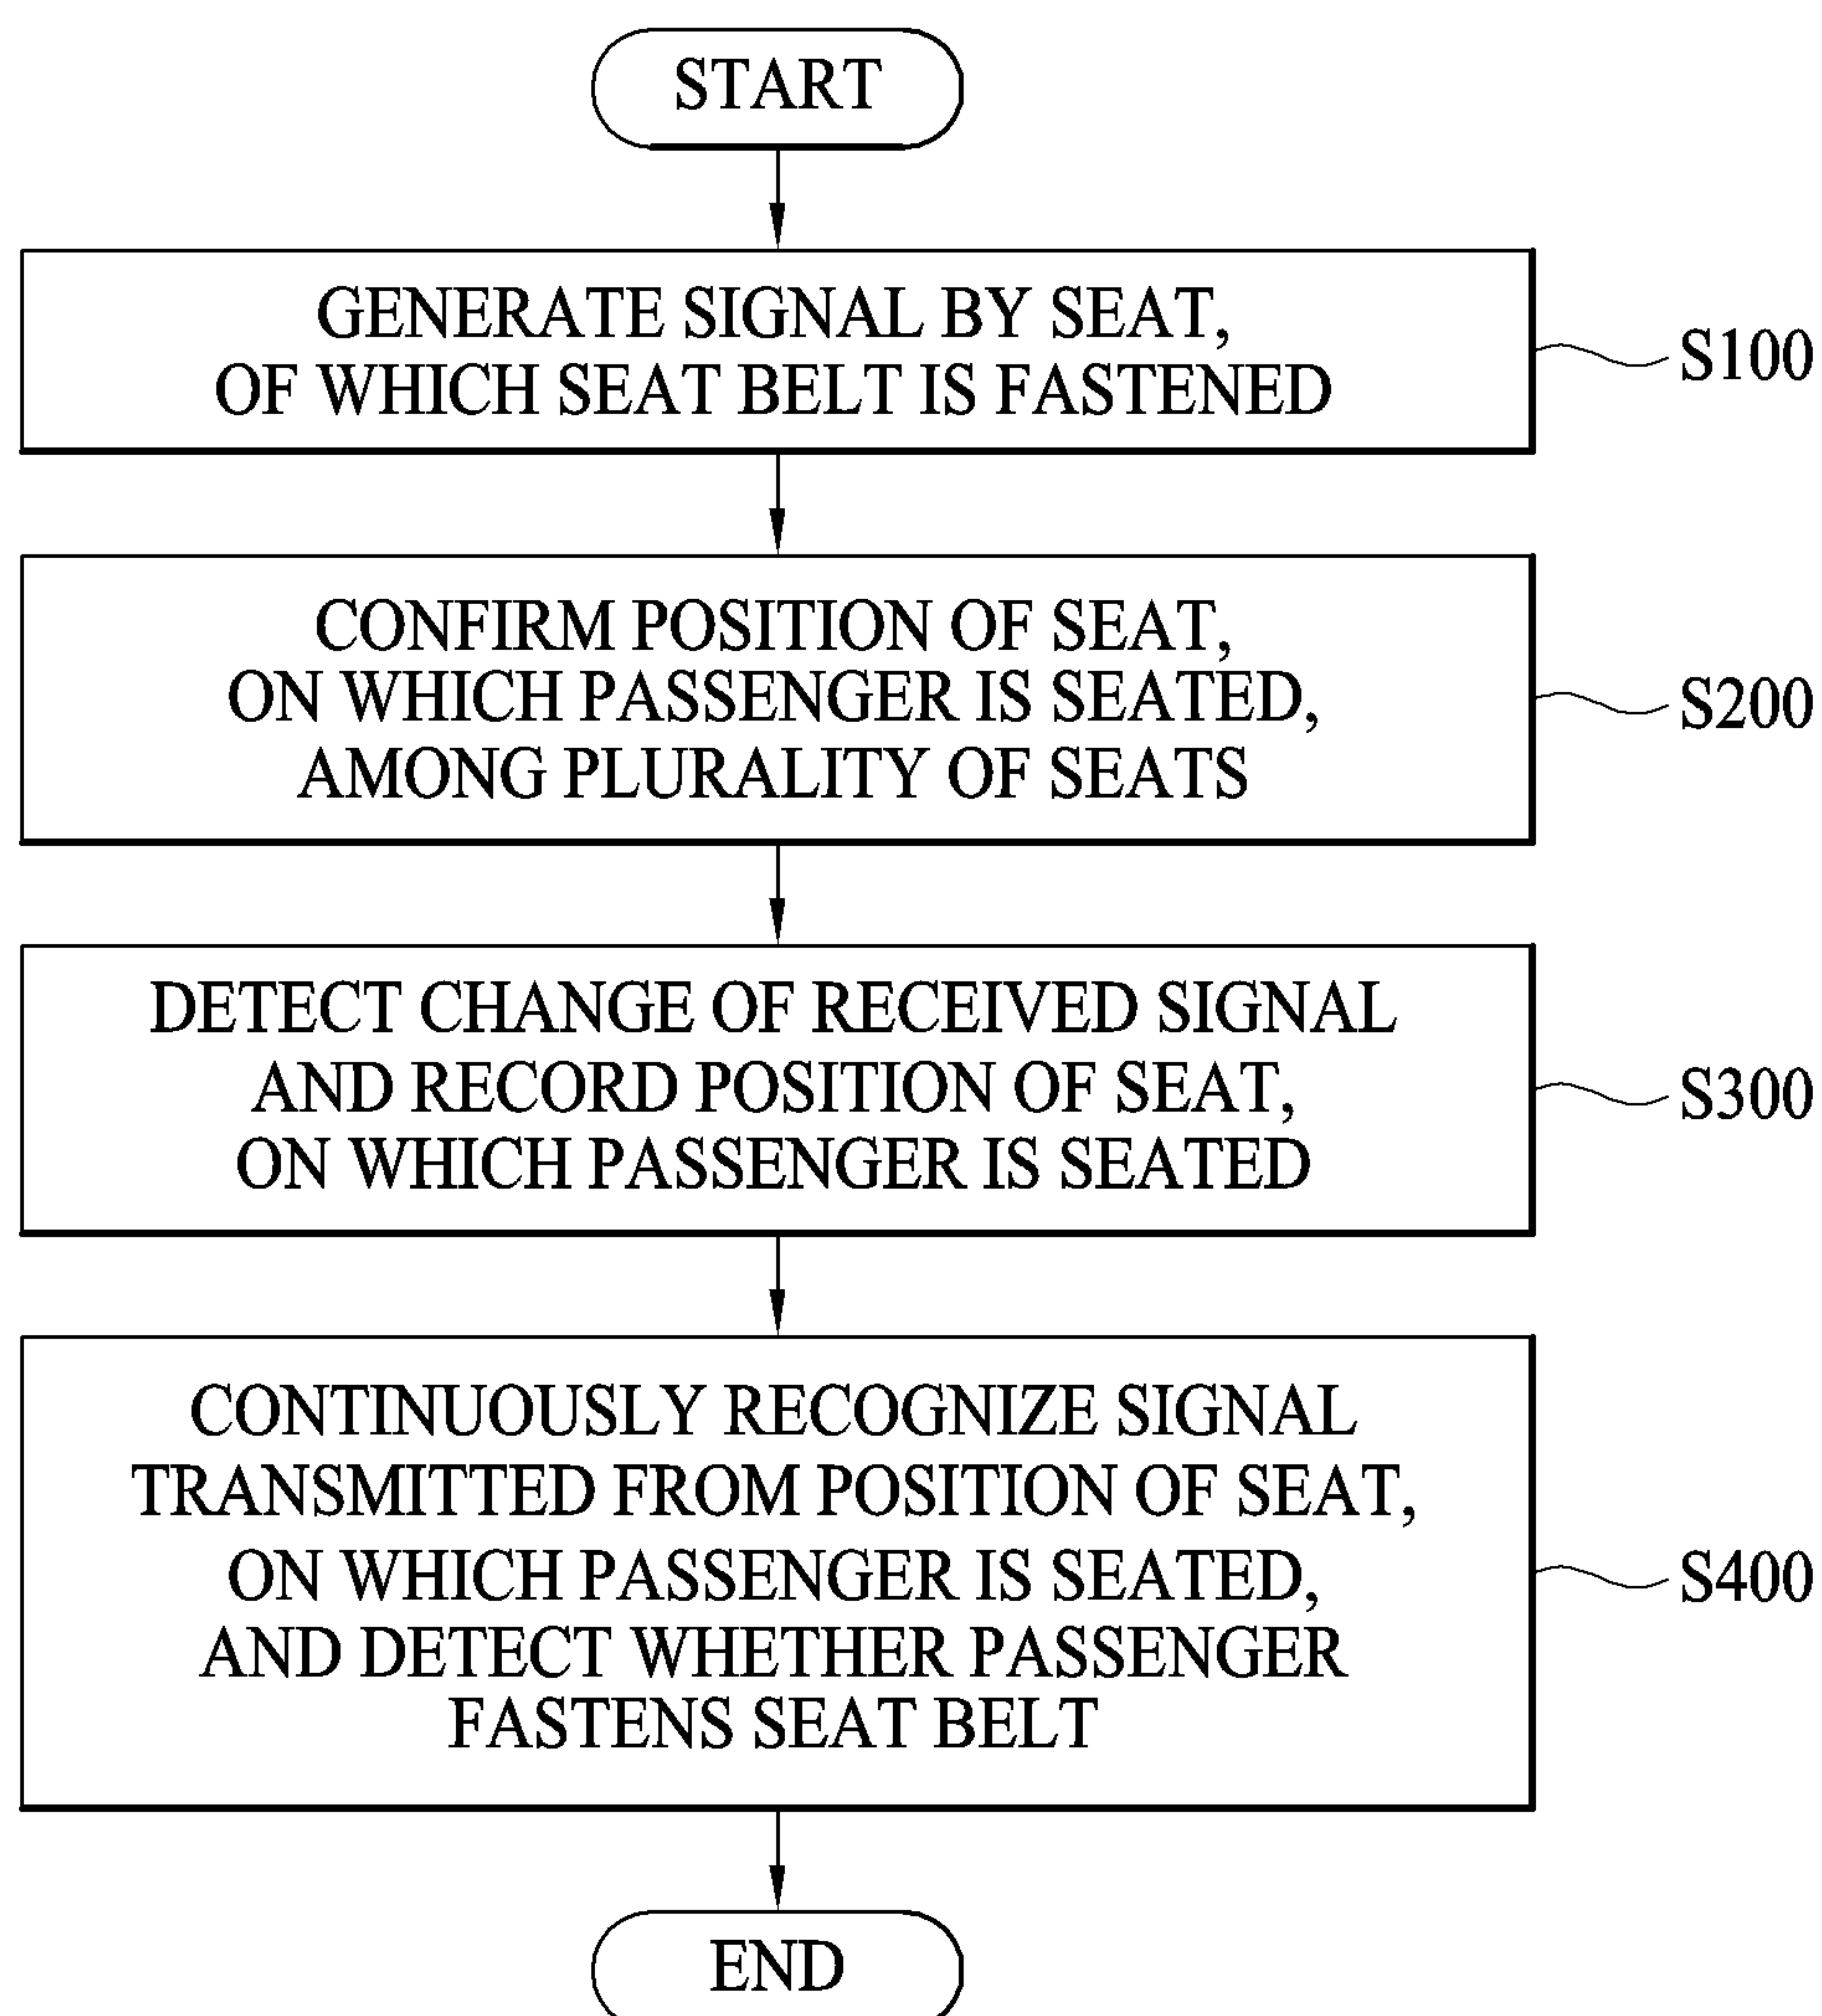 START
GENERATE SIGNAL BY SEAT,
OF WHICH SEAT BELT IS FASTENED
S100
CONFIRM POSITION OF SEAT,
ON WHICH PASSENGER IS SEATED,
AMONG PLURALITY OF SEATS
S200
DETECT CHANGE OF RECEIVED SIGNAL
AND RECORD POSITION OF SEAT,
ON WHICH PASSENGER IS SEATED
S300
CONTINUOUSLY RECOGNIZE SIGNAL
TRANSMITTED FROM POSITION OF SEAT,
ON WHICH PASSENGER IS SEATED,
AND DETECT WHETHER PASSENGER
FASTENS SEAT BELT
S400
END